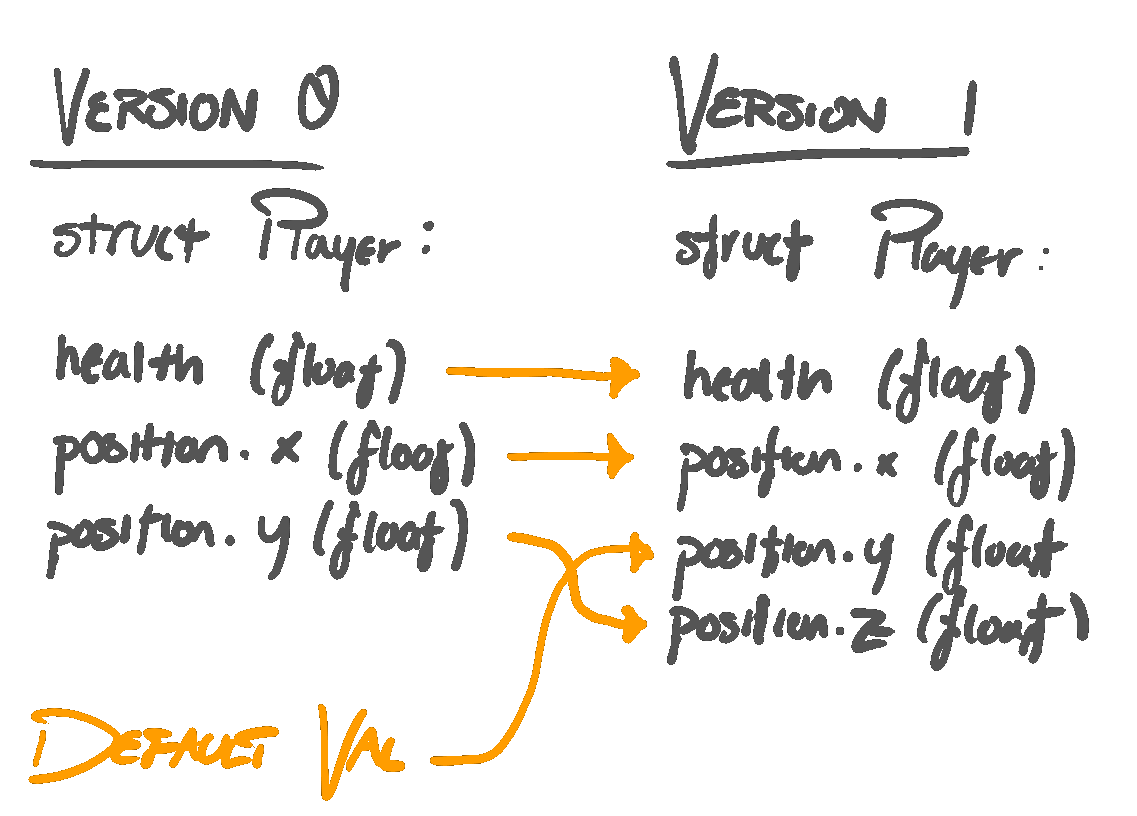 VERSION 0
struct Player:
health (float)
position.x (float)
position.y (float)
DEFAULT VAL
VERSION 1
struct Player:
health (float)
position.x (float)
position.y (float
position.z (float)